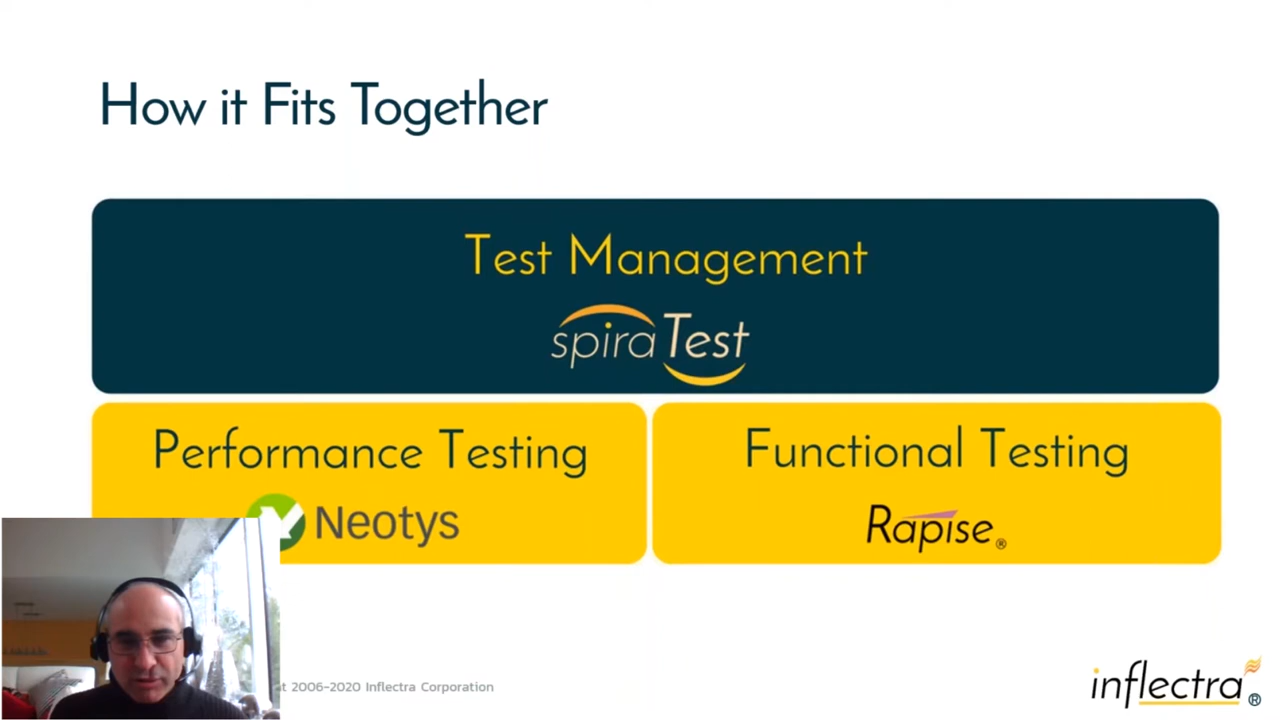 How it Fits Together
Test Management
spiraTest
Performance Testing
Functional Testing
Neotys
Rapise®
2006-2020 Inflectra Corporation
inflectra®